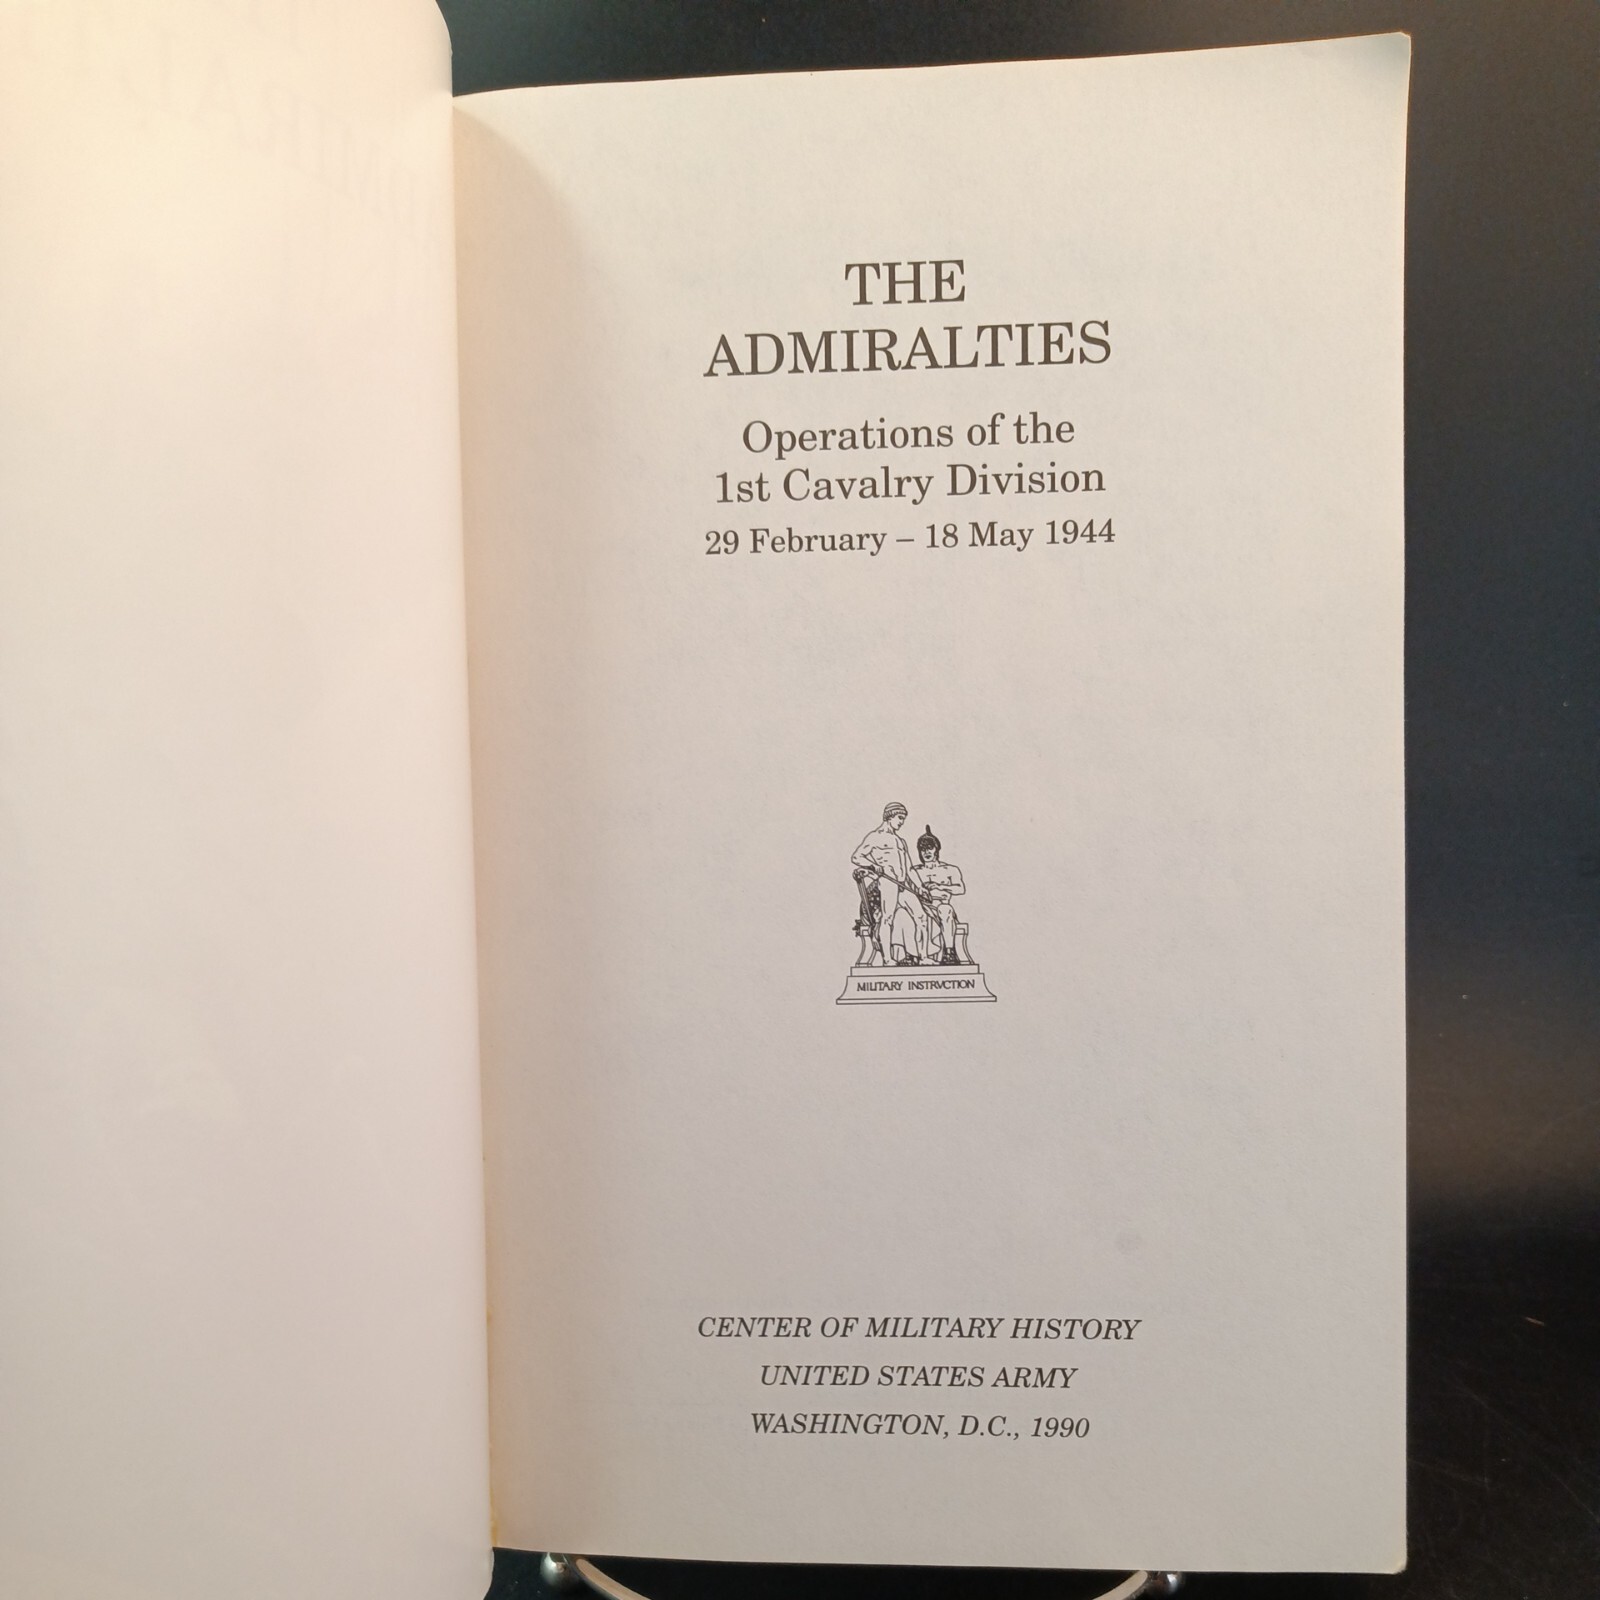 THE
ADMIRALTIES
Operations of the
1st Cavalry Division
29 February – 18 May 1944
MILITARY INSTRVCTION
CENTER OF MILITARY HISTORY
UNITED STATES ARMY
WASHINGTON, D.C., 1990